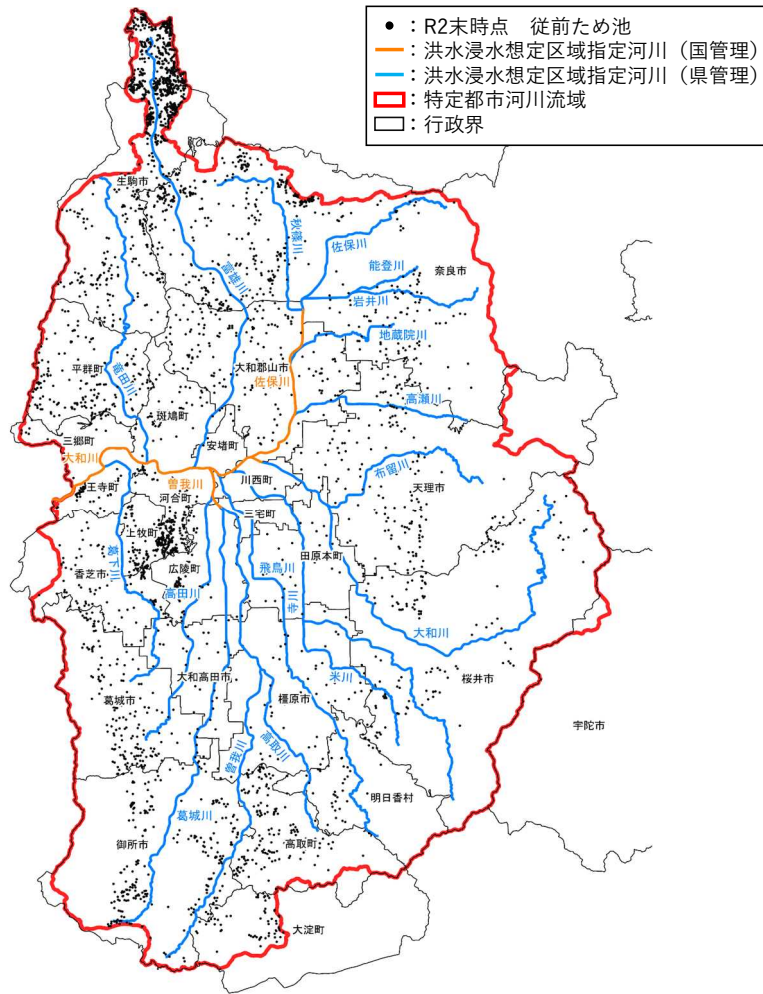 ● ：R2末時点　従前ため池
：洪水浸水想定区域指定河川（国管理）
：洪水浸水想定区域指定河川（県管理）
：特定都市河川流域
：行政界
生駒市
秋篠川
佐保川
能登川
奈良市
富雄川
岩井川
地蔵院川
平群町
竜田川
大和郡山市
佐保川
高瀬川
斑鳩町
三郷町
安堵町
大和川
布留川
王寺町
曽我川
川西町
天理市
河合町
三宅町
上牧町
田原本町
葛下川
香芝市
広陵町
飛鳥川
高田川
寺川
大和川
大和高田市
米川
桜井市
葛城市
橿原市
宇陀市
曽我川
高取川
明日香村
葛城川
御所市
高取町
大淀町